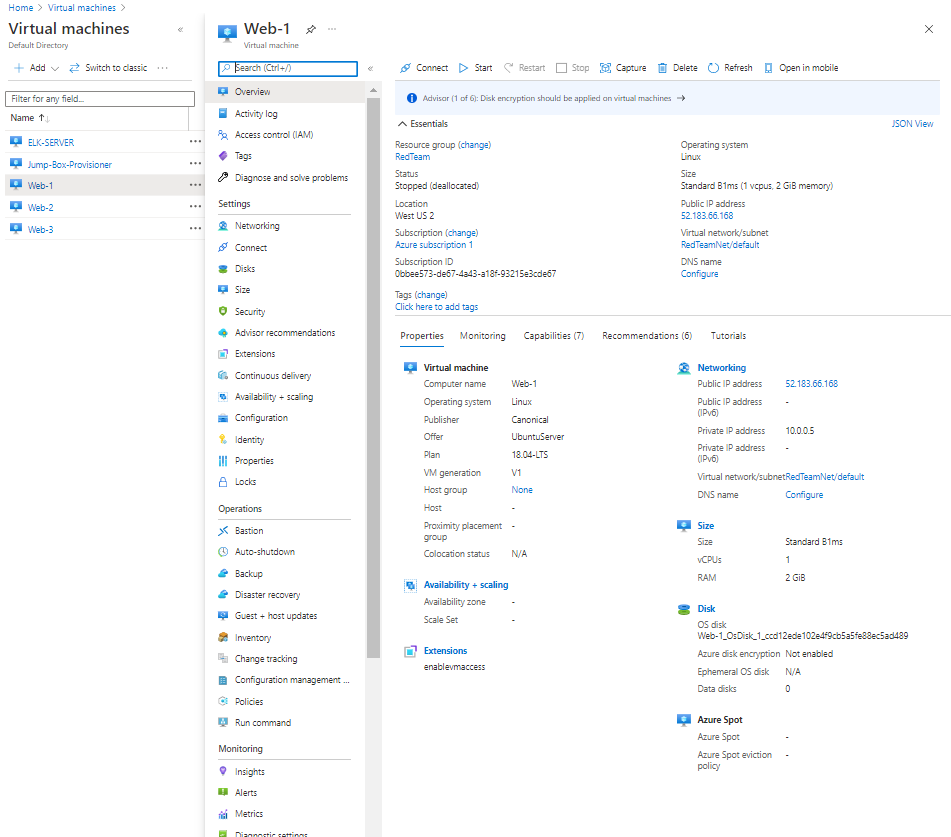 Home > Virtual machines >
Virtual machines
Default Directory
«
Add
Switch to classic
...
Filter for any field...
Name ↑↓
ELK-SERVER ...
Jump-Box-Provisioner ...
Web-1 ...
Web-2 ...
Web-3 ...
Web-1 ...
Virtual machine
Search (Ctrl+/)
«
Overview
Activity log
Access control (IAM)
Tags
Diagnose and solve problems
Settings
Networking
Connect
Disks
Size
Security
Advisor recommendations
Extensions
Continuous delivery
Availability + scaling
Configuration
Identity
Properties
Locks
Operations
Bastion
Auto-shutdown
Backup
Disaster recovery
Guest + host updates
Inventory
Change tracking
Configuration management ...
Policies
Run command
Monitoring
Insights
Alerts
Metrics
Diagnostic settings
Connect Start Restart Stop Capture Delete Refresh Open in mobile
Advisor (1 of 6): Disk encryption should be applied on virtual machines →
Essentials
JSON View
Resource group (change)
RedTeam
Status
Stopped (deallocated)
Location
West US 2
Subscription (change)
Azure subscription 1
Subscription ID
0bbee573-de67-4a43-a18f-93215e3cde67
Tags (change)
Click here to add tags
Operating system
Linux
Size
Standard B1ms (1 vcpus, 2 GiB memory)
Public IP address
52.183.66.168
Virtual network/subnet
RedTeamNet/default
DNS name
Configure
Properties Monitoring Capabilities (7) Recommendations (6) Tutorials
Virtual machine
Computer name Web-1
Operating system Linux
Publisher Canonical
Offer UbuntuServer
Plan 18.04-LTS
VM generation V1
Host group None
Host -
Proximity placement -
group
Colocation status N/A
Availability + scaling
Availability zone -
Scale Set -
Extensions
enablevmaccess
Networking
Public IP address 52.183.66.168
Public IP address -
(IPv6)
Private IP address 10.0.0.5
Private IP address -
(IPv6)
Virtual network/subnet RedTeamNet/default
DNS name Configure
Size
Size Standard B1ms
vCPUs 1
RAM 2 GiB
Disk
OS disk
Web-1_OsDisk_1_ccd12ede102e4f9cb5a5fe88ec5ad489
Azure disk encryption Not enabled
Ephemeral OS disk N/A
Data disks 0
Azure Spot
Azure Spot -
Azure Spot eviction -
policy